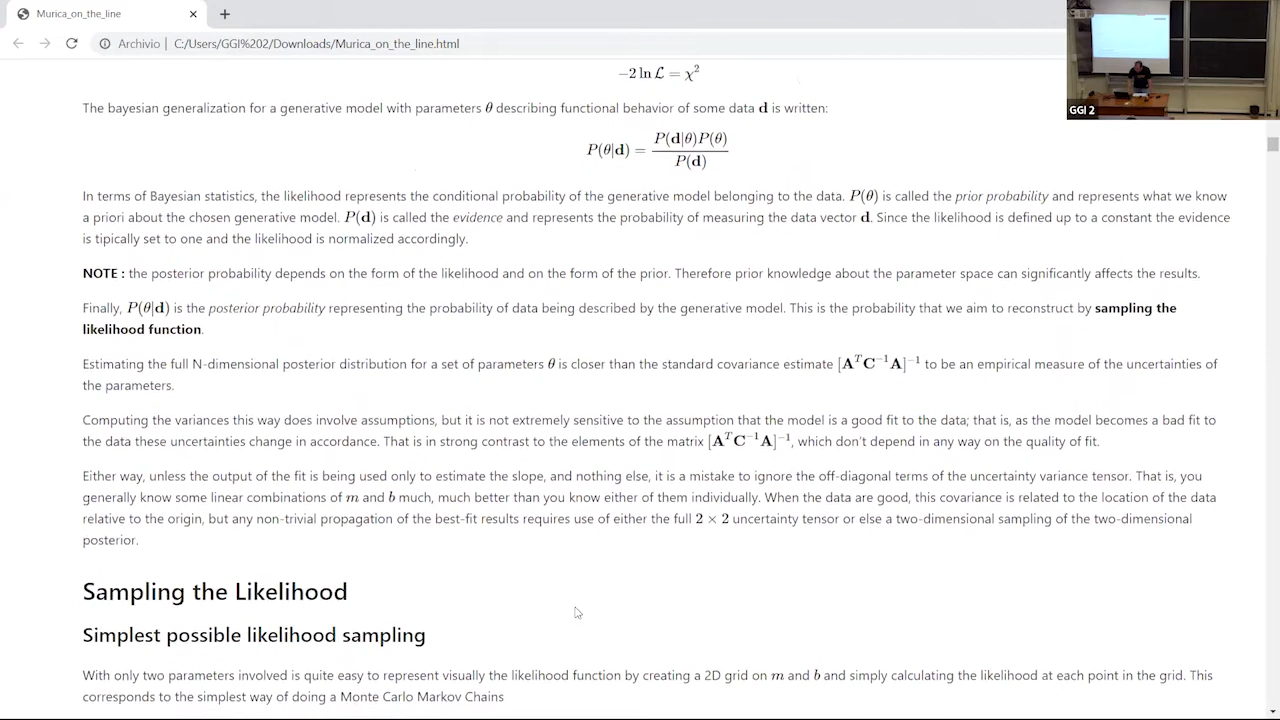 Murica_on_the_line
Archivio | C:/Users/GGI%202/Downloads/Murica_on_the_line.html
GGI 2
−2 ln ℒ = χ²
The bayesian generalization for a generative model with parameters θ describing functional behavior of some data d is written:
P(θ|d) = P(d|θ)P(θ) / P(d)
In terms of Bayesian statistics, the likelihood represents the conditional probability of the generative model belonging to the data. P(θ) is called the prior probability and represents what we know
a priori about the chosen generative model. P(d) is called the evidence and represents the probability of measuring the data vector d. Since the likelihood is defined up to a constant the evidence
is tipically set to one and the likelihood is normalized accordingly.
NOTE : the posterior probability depends on the form of the likelihood and on the form of the prior. Therefore prior knowledge about the parameter space can significantly affects the results.
Finally, P(θ|d) is the posterior probability representing the probability of data being described by the generative model. This is the probability that we aim to reconstruct by sampling the
likelihood function.
Estimating the full N-dimensional posterior distribution for a set of parameters θ is closer than the standard covariance estimate [AᵀC⁻¹A]⁻¹ to be an empirical measure of the uncertainties of
the parameters.
Computing the variances this way does involve assumptions, but it is not extremely sensitive to the assumption that the model is a good fit to the data; that is, as the model becomes a bad fit to
the data these uncertainties change in accordance. That is in strong contrast to the elements of the matrix [AᵀC⁻¹A]⁻¹, which don't depend in any way on the quality of fit.
Either way, unless the output of the fit is being used only to estimate the slope, and nothing else, it is a mistake to ignore the off-diagonal terms of the uncertainty variance tensor. That is, you
generally know some linear combinations of m and b much, much better than you know either of them individually. When the data are good, this covariance is related to the location of the data
relative to the origin, but any non-trivial propagation of the best-fit results requires use of either the full 2 × 2 uncertainty tensor or else a two-dimensional sampling of the two-dimensional
posterior.
Sampling the Likelihood
Simplest possible likelihood sampling
With only two parameters involved is quite easy to represent visually the likelihood function by creating a 2D grid on m and b and simply calculating the likelihood at each point in the grid. This
corresponds to the simplest way of doing a Monte Carlo Markov Chains